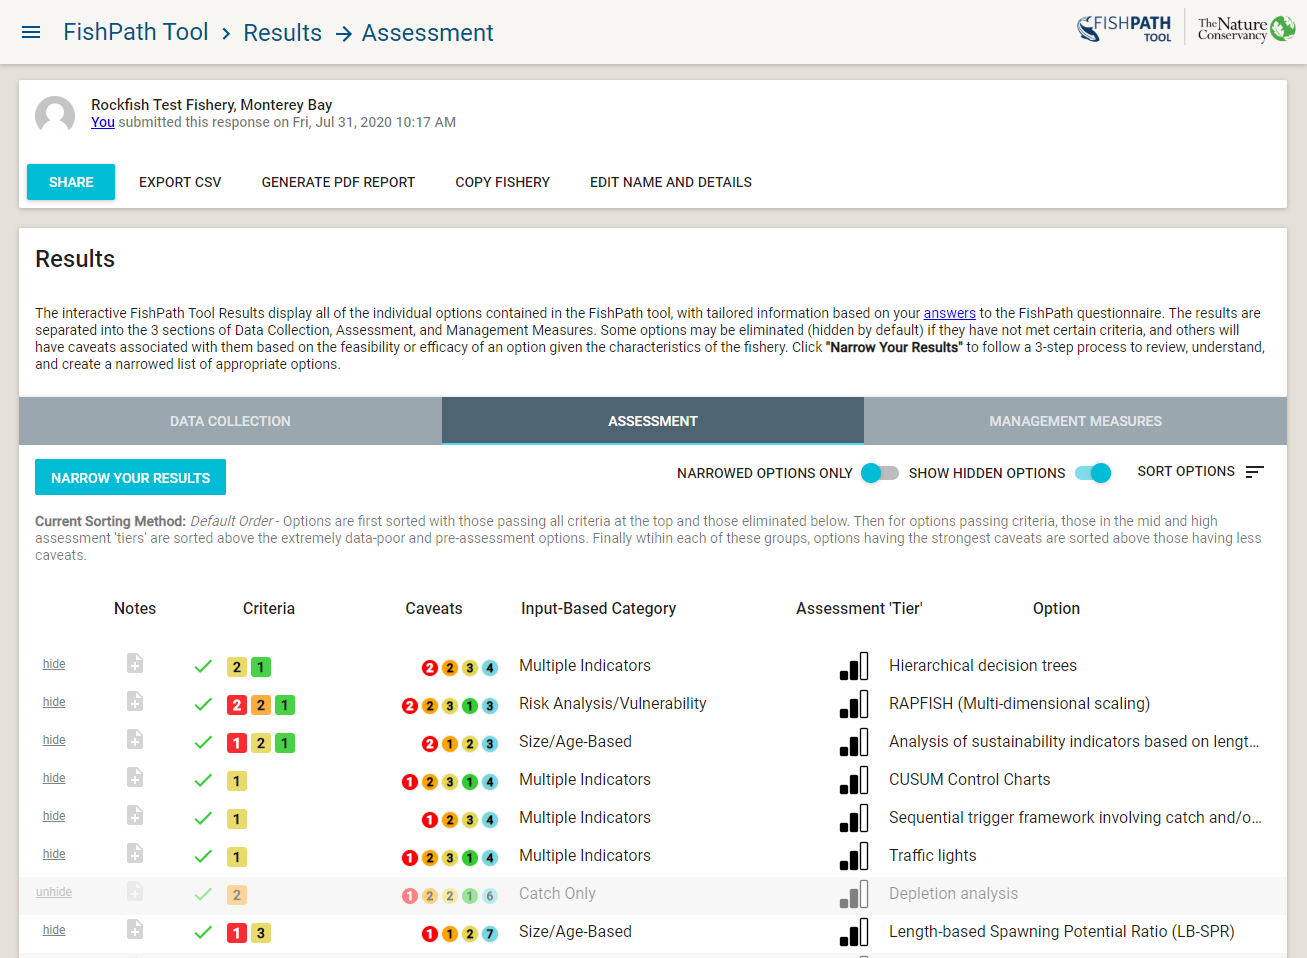 FishPath Tool › Results → Assessment
FISHPATH TOOL
The Nature Conservancy
Rockfish Test Fishery, Monterey Bay
You submitted this response on Fri, Jul 31, 2020 10:17 AM
SHARE EXPORT CSV GENERATE PDF REPORT COPY FISHERY EDIT NAME AND DETAILS
Results
The interactive FishPath Tool Results display all of the individual options contained in the FishPath tool, with tailored information based on your answers to the FishPath questionnaire. The results are
separated into the 3 sections of Data Collection, Assessment, and Management Measures. Some options may be eliminated (hidden by default) if they have not met certain criteria, and others will
have caveats associated with them based on the feasibility or efficacy of an option given the characteristics of the fishery. Click "Narrow Your Results" to follow a 3-step process to review, understand,
and create a narrowed list of appropriate options.
DATA COLLECTION ASSESSMENT MANAGEMENT MEASURES
NARROW YOUR RESULTS NARROWED OPTIONS ONLY SHOW HIDDEN OPTIONS SORT OPTIONS
Current Sorting Method: Default Order - Options are first sorted with those passing all criteria at the top and those eliminated below. Then for options passing criteria, those in the mid and high
assessment 'tiers' are sorted above the extremely data-poor and pre-assessment options. Finally wtihin each of these groups, options having the strongest caveats are sorted above those having less
caveats.
Notes Criteria Caveats Input-Based Category Assessment 'Tier' Option
hide 2 1 2 2 3 4 Multiple Indicators Hierarchical decision trees
hide 2 2 1 2 2 3 1 3 Risk Analysis/Vulnerability RAPFISH (Multi-dimensional scaling)
hide 1 2 1 2 1 2 3 Size/Age-Based Analysis of sustainability indicators based on lengt...
hide 1 1 2 3 1 4 Multiple Indicators CUSUM Control Charts
hide 1 1 2 3 4 Multiple Indicators Sequential trigger framework involving catch and/o...
hide 1 1 2 3 1 4 Multiple Indicators Traffic lights
unhide 2 1 2 2 1 6 Catch Only Depletion analysis
hide 1 3 1 1 2 7 Size/Age-Based Length-based Spawning Potential Ratio (LB-SPR)